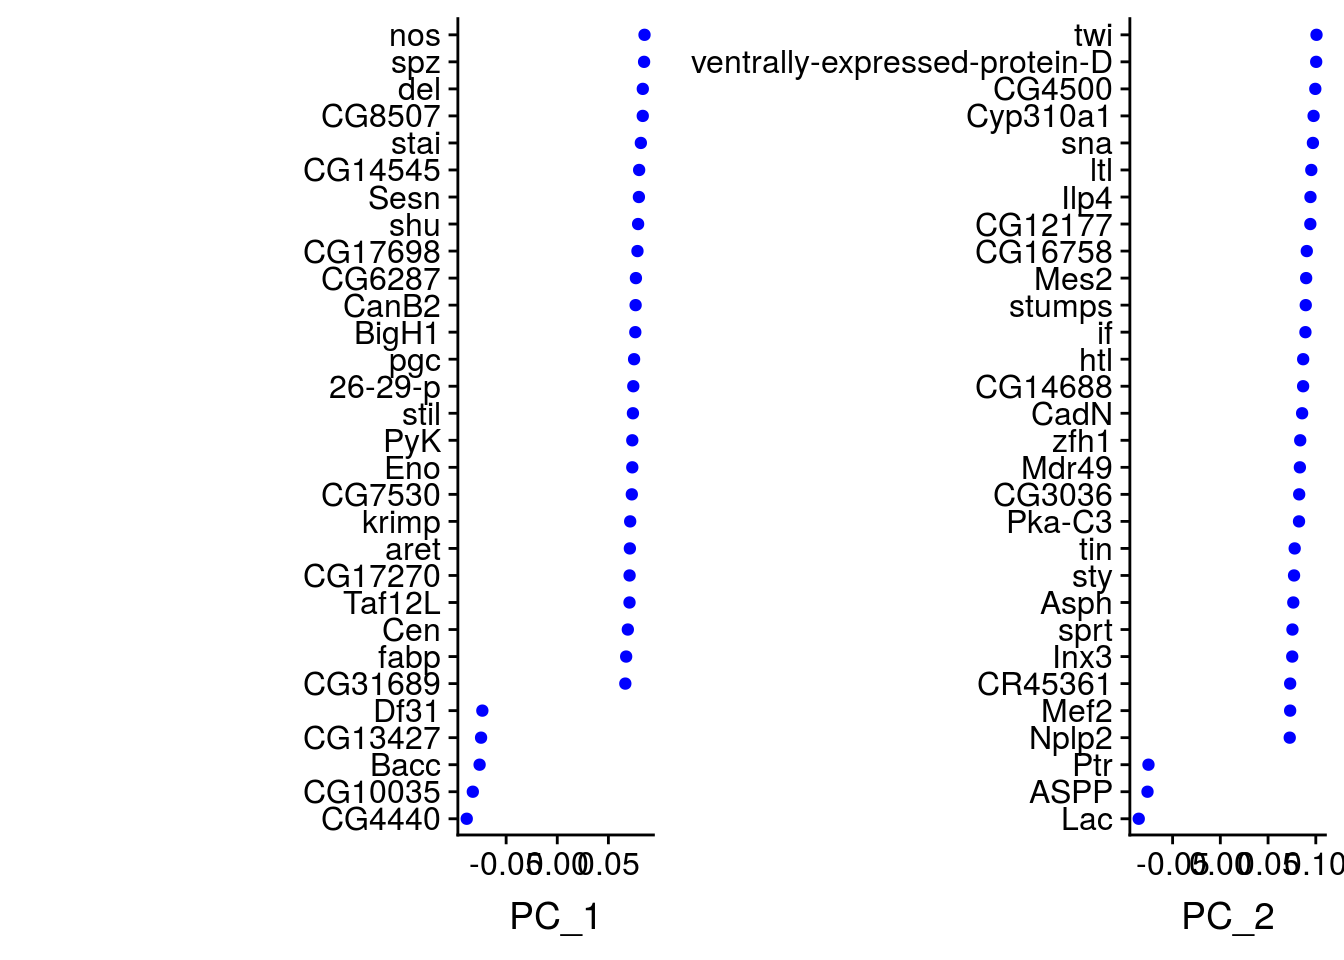 nos
spz
del
CG8507
stai
CG14545
Sesn
shu
CG17698
CG6287
CanB2
BigH1
pgc
26-29-p
stil
PyK
Eno
CG7530
krimp
aret
CG17270
Taf12L
Cen
fabp
CG31689
Df31
CG13427
Bacc
CG10035
CG4440
-0.05 0.00 0.05
PC_1
twi
ventrally-expressed-protein-D
CG4500
Cyp310a1
sna
ltl
Ilp4
CG12177
CG16758
Mes2
stumps
if
htl
CG14688
CadN
zfh1
Mdr49
CG3036
Pka-C3
tin
sty
Asph
sprt
Inx3
CR45361
Mef2
Nplp2
Ptr
ASPP
Lac
-0.05 0.00 0.05 0.10
PC_2